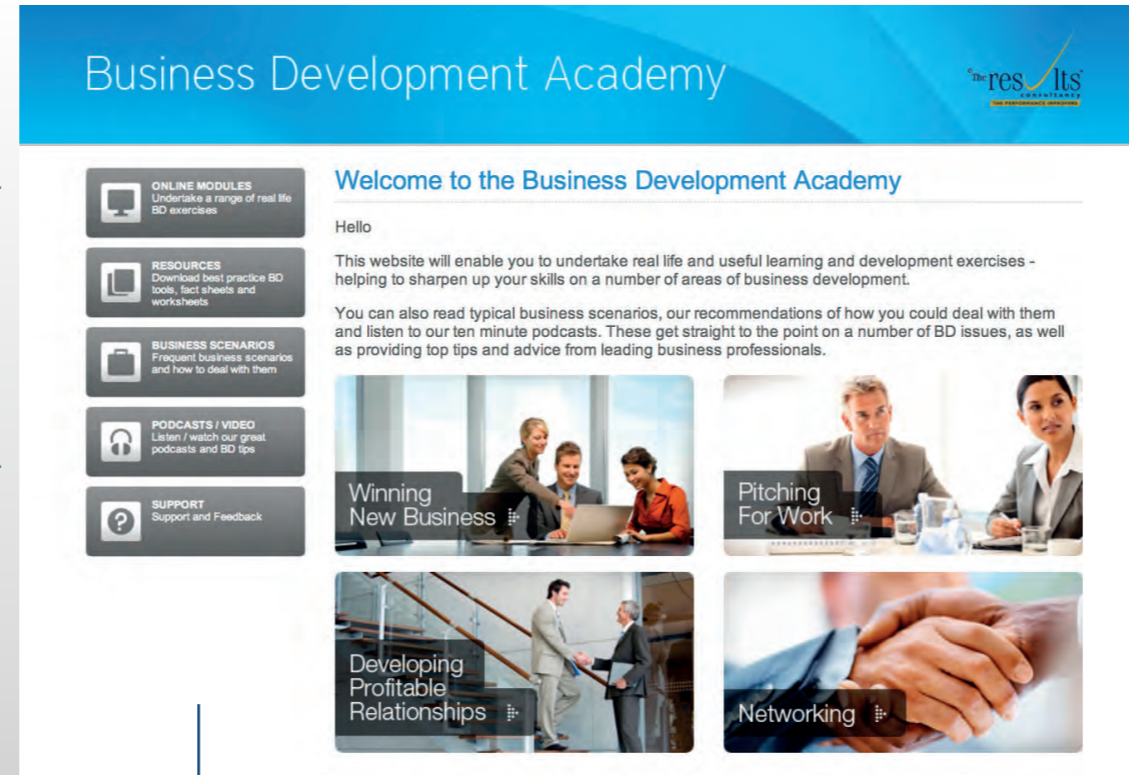 Business Development Academy
The res lts
consultancy
THE PERFORMANCE IMPROVERS
ONLINE MODULES
Undertake a range of real life
BD exercises
RESOURCES
Download best practice BD
tools, fact sheets and
worksheets
BUSINESS SCENARIOS
Frequent business scenarios
and how to deal with them
PODCASTS / VIDEO
Listen / watch our great
podcasts and BD tips
SUPPORT
Support and Feedback
Welcome to the Business Development Academy
Hello
This website will enable you to undertake real life and useful learning and development exercises -
helping to sharpen up your skills on a number of areas of business development.
You can also read typical business scenarios, our recommendations of how you could deal with them
and listen to our ten minute podcasts. These get straight to the point on a number of BD issues, as well
as providing top tips and advice from leading business professionals.
Winning
New Business
Pitching
For Work
Developing
Profitable
Relationships
Networking